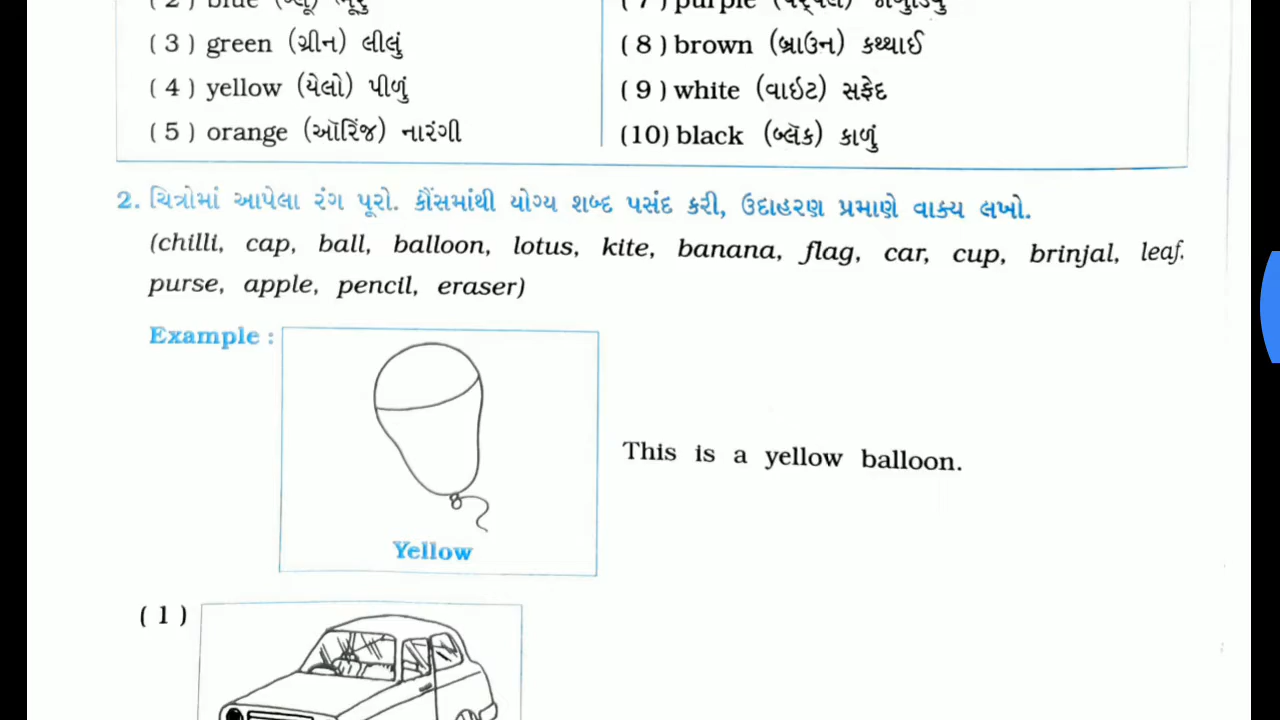 (3) green (ગ્રીન) લીલું
(4) yellow (યેલો) પીળું
(5) orange (ઑરિંજ) નારંગી
(8) brown (બ્રાઉન) કથ્થાઈ
(9) white (વાઇટ) સફેદ
(10) black (બ્લૅક) કાળું
2. ચિત્રોમાં આપેલા રંગ પૂરો. કૌંસમાંથી યોગ્ય શબ્દ પસંદ કરી, ઉદાહરણ પ્રમાણે વાક્ય લખો.
(chilli, cap, ball, balloon, lotus, kite, banana, flag, car, cup, brinjal, leaf.
purse, apple, pencil, eraser)
Example :
This is a yellow balloon.
Yellow
(1)